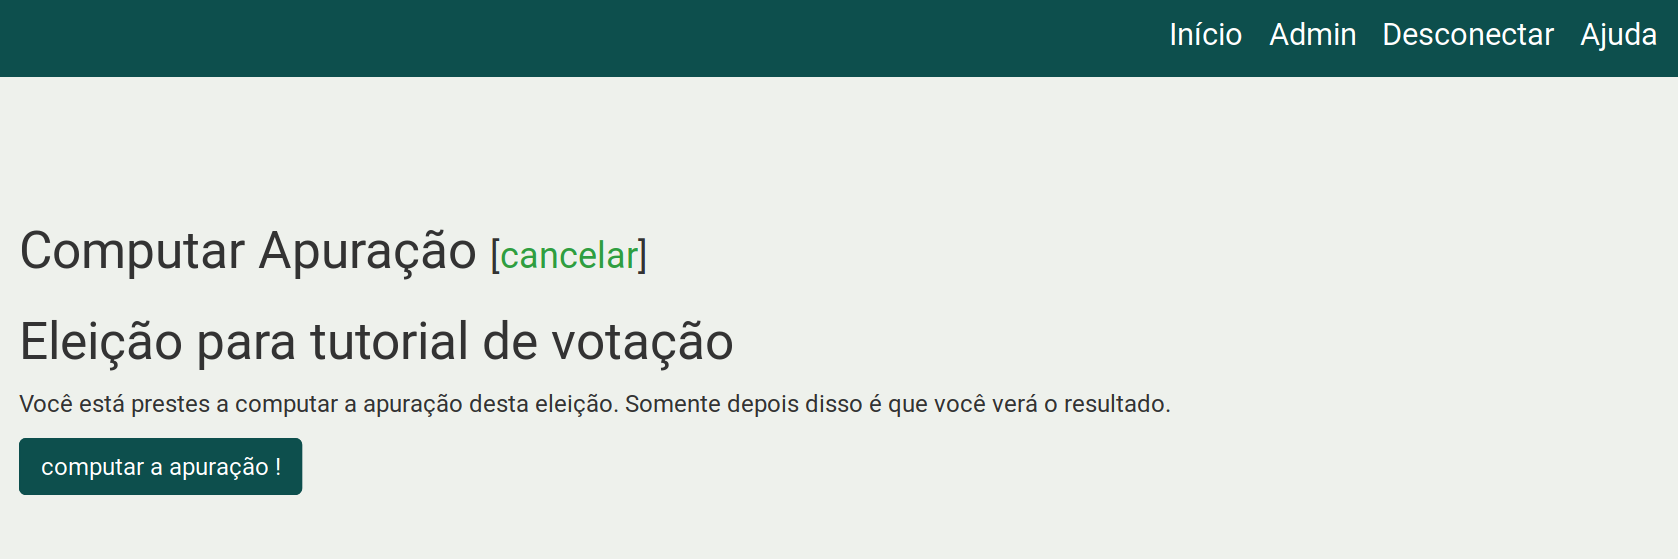 Início Admin Desconectar Ajuda
Computar Apuração [cancelar]
Eleição para tutorial de votação
Você está prestes a computar a apuração desta eleição. Somente depois disso é que você verá o resultado.
computar a apuração !